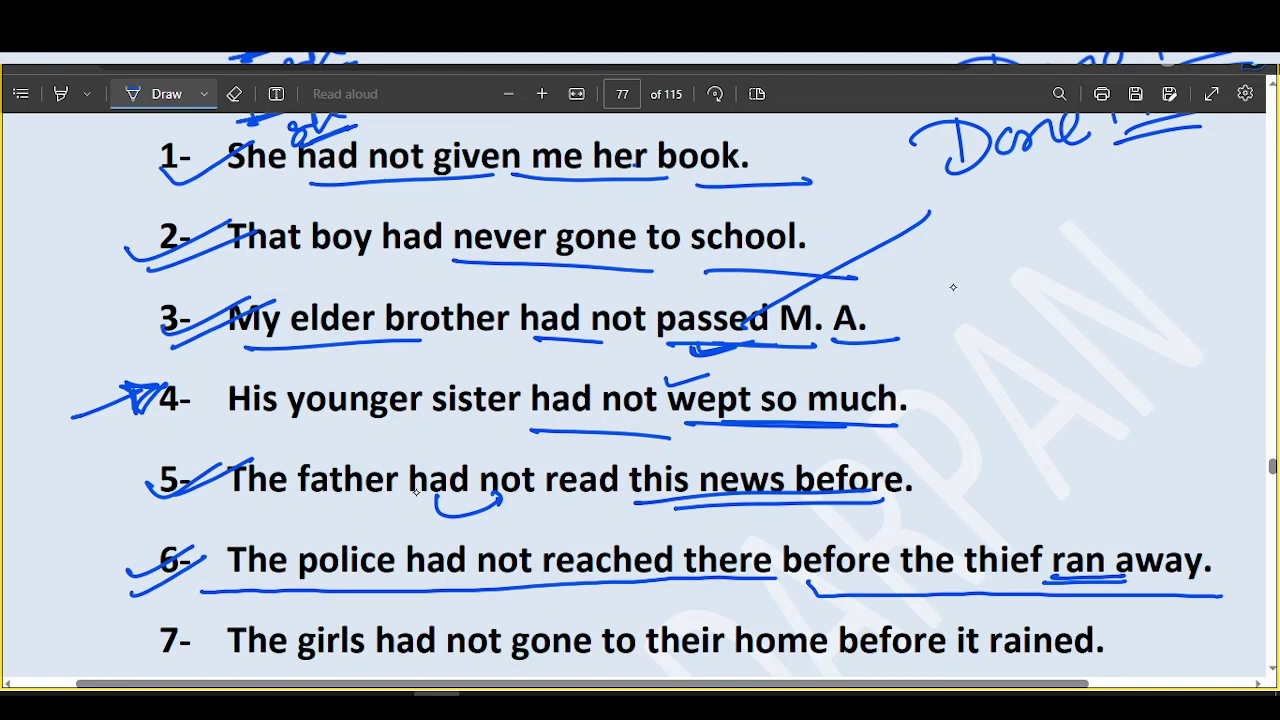 Draw
Read aloud
77 of 115
Done
1- She had not given me her book.
2- That boy had never gone to school.
3- My elder brother had not passed M. A.
4- His younger sister had not wept so much.
5- The father had not read this news before.
6- The police had not reached there before the thief ran away.
7- The girls had not gone to their home before it rained.
DARPAN